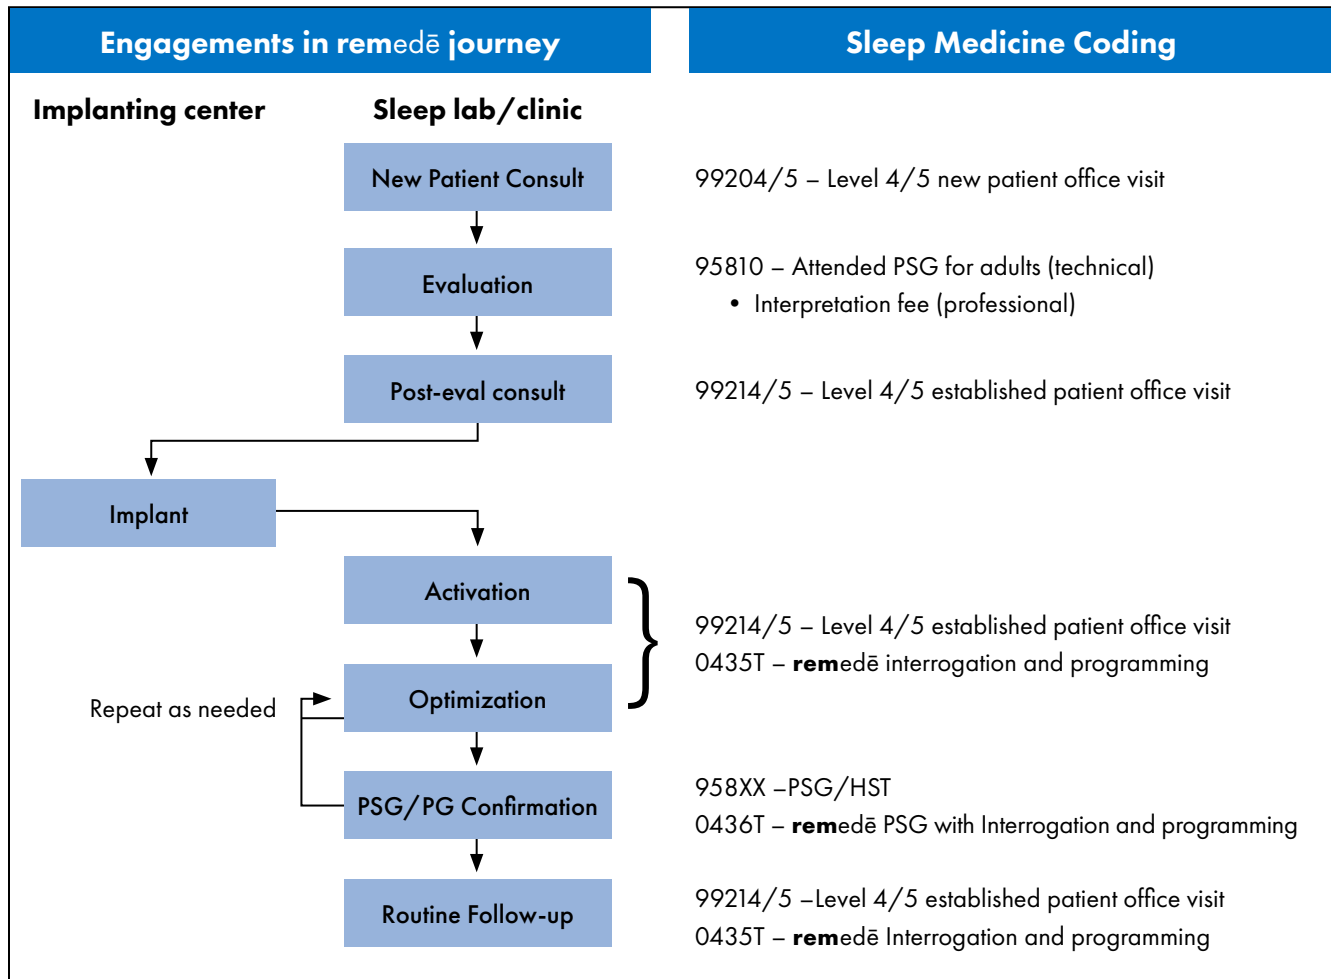 Engagements in remedē journey
Sleep Medicine Coding
Implanting center
Sleep lab/clinic
New Patient Consult
99204/5 – Level 4/5 new patient office visit
Evaluation
95810 – Attended PSG for adults (technical)
• Interpretation fee (professional)
Post-eval consult
99214/5 – Level 4/5 established patient office visit
Implant
Activation
Optimization
99214/5 – Level 4/5 established patient office visit
0435T – remedē interrogation and programming
Repeat as needed
PSG/PG Confirmation
958XX –PSG/HST
0436T – remedē PSG with Interrogation and programming
Routine Follow-up
99214/5 –Level 4/5 established patient office visit
0435T – remedē Interrogation and programming